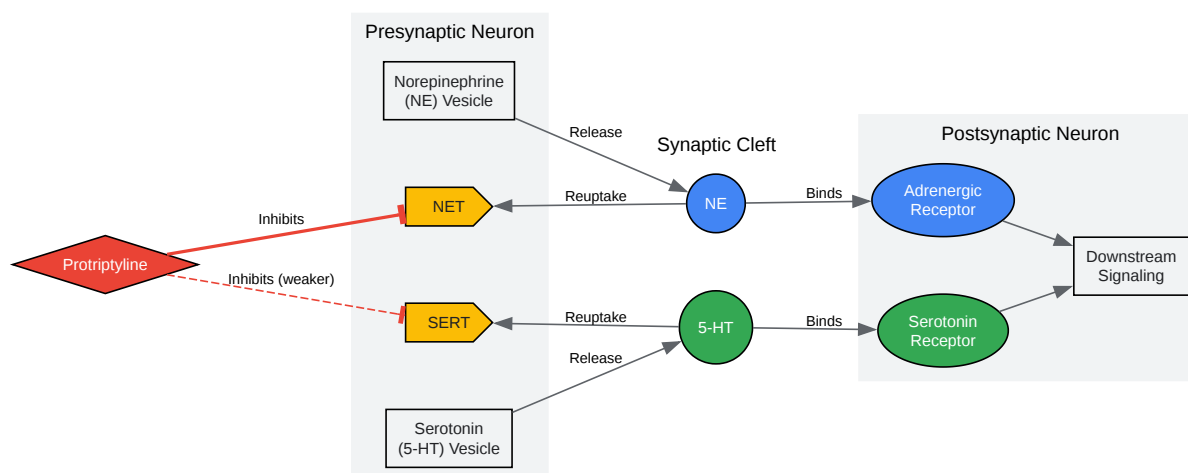 Presynaptic Neuron
Norepinephrine
(NE) Vesicle
Release
Synaptic Cleft
Postsynaptic Neuron
NET
Reuptake
NE
Binds
Adrenergic
Receptor
Inhibits
Protriptyline
Inhibits (weaker)
Downstream
Signaling
SERT
Reuptake
5-HT
Binds
Serotonin
Receptor
Release
Serotonin
(5-HT) Vesicle